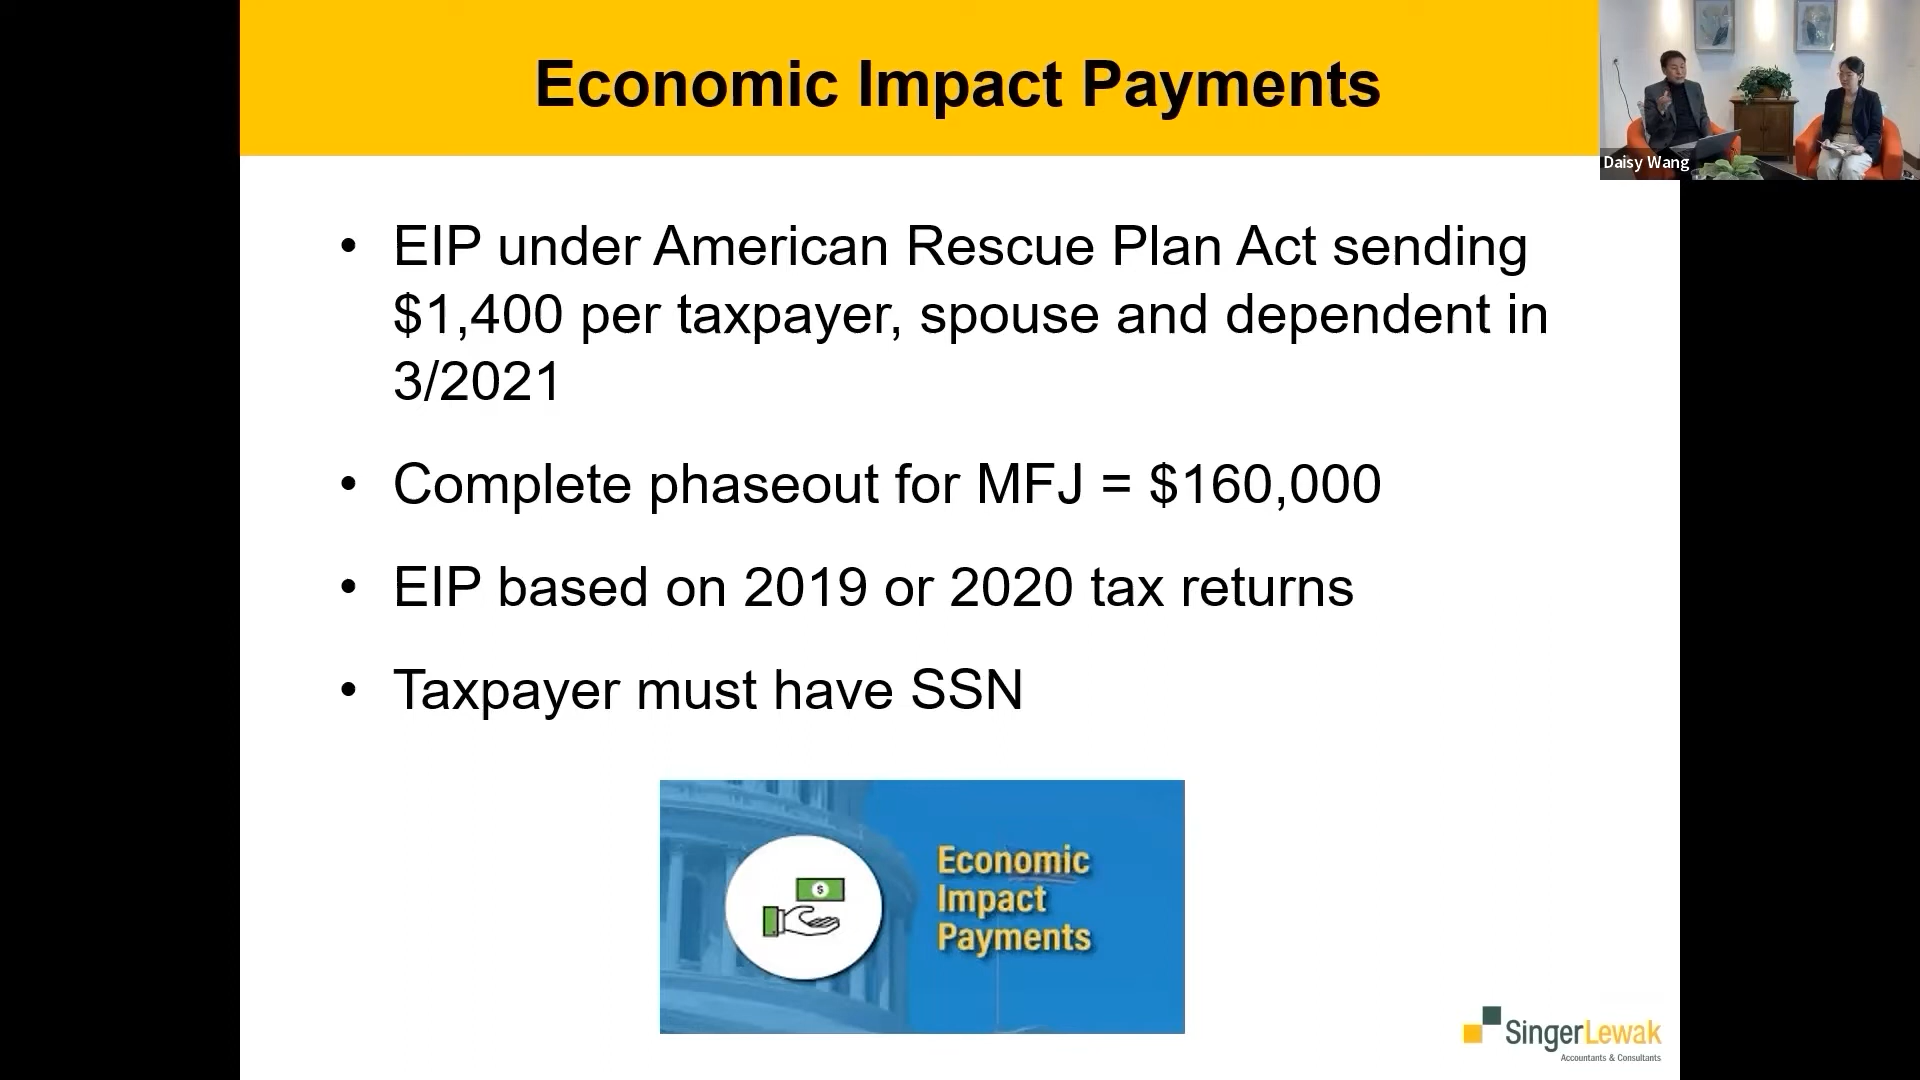 Economic Impact Payments
Daisy Wang
• EIP under American Rescue Plan Act sending
$1,400 per taxpayer, spouse and dependent in
3/2021
• Complete phaseout for MFJ = $160,000
• EIP based on 2019 or 2020 tax returns
• Taxpayer must have SSN
$
Economic
Impact
Payments
SingerLewak
Accountants & Consultants